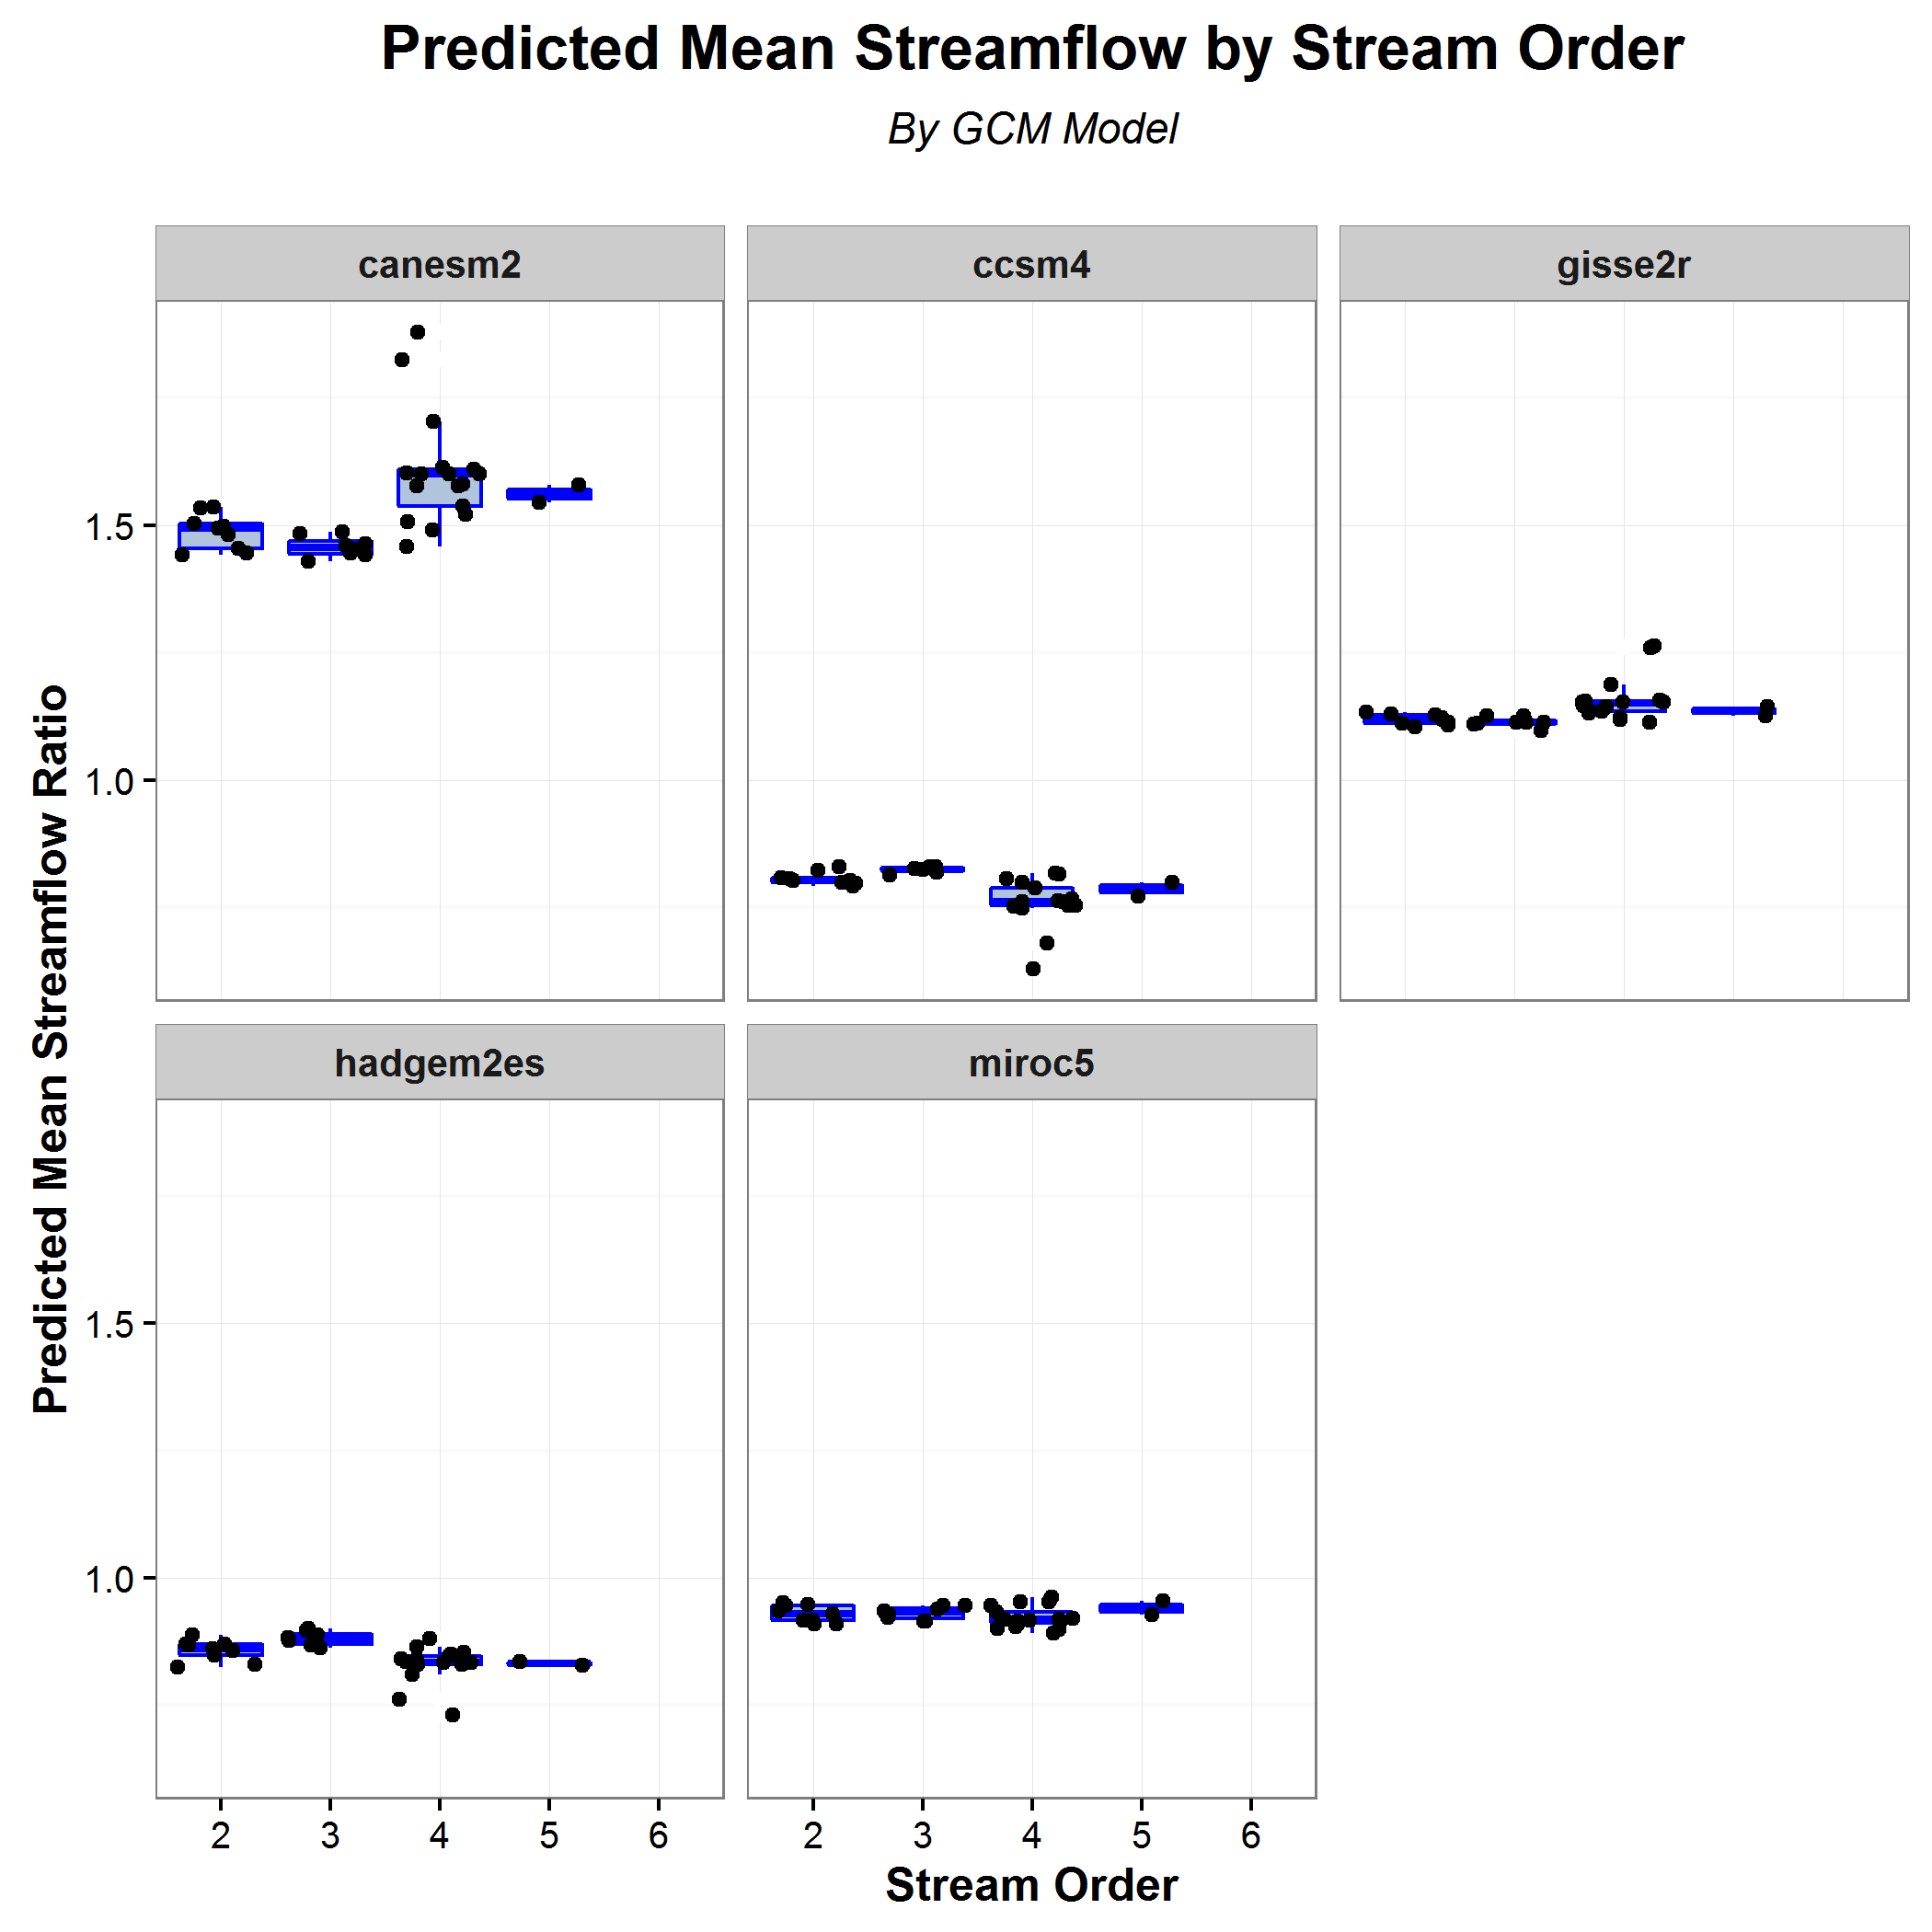 Predicted Mean Streamflow by Stream Order
By GCM Model
canesm2
ccsm4
gisse2r
1.5
1.0
Predicted Mean Streamflow Ratio
hadgem2es
miroc5
1.5
1.0
2 3 4 5 6
2 3 4 5 6
Stream Order